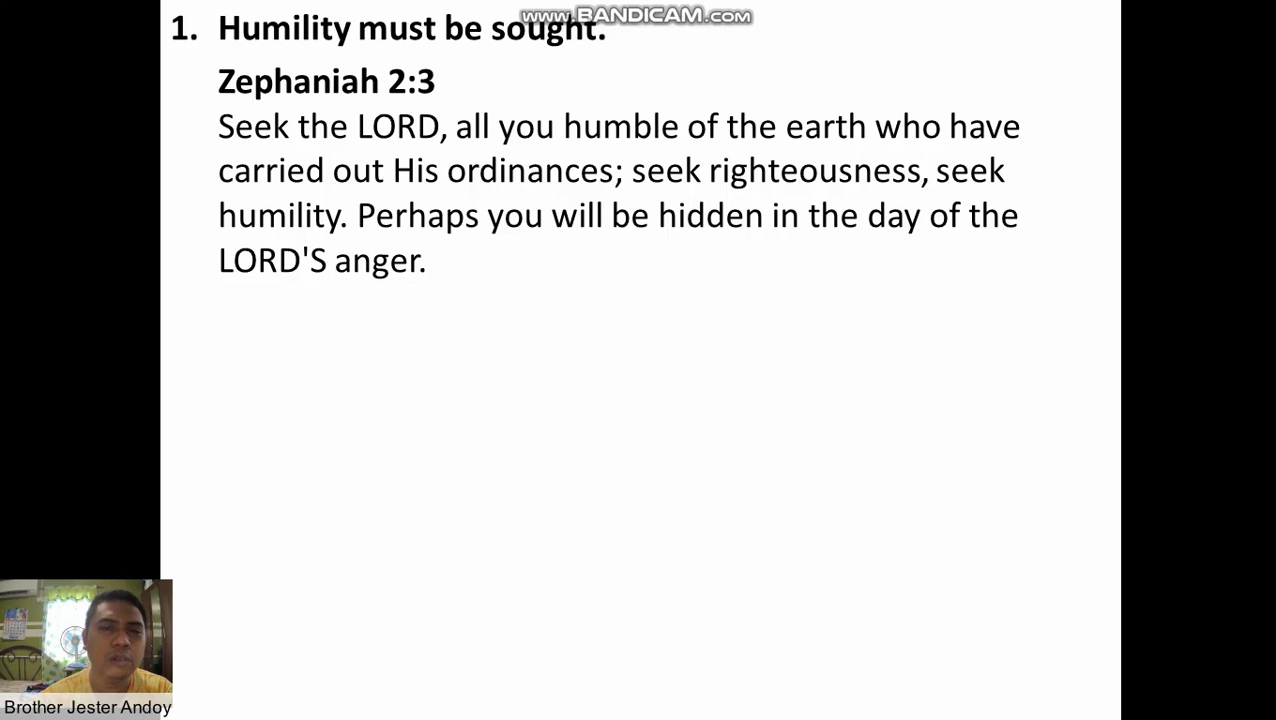 www.BANDICAM.com
1. Humility must be sought.
Zephaniah 2:3
Seek the LORD, all you humble of the earth who have
carried out His ordinances; seek righteousness, seek
humility. Perhaps you will be hidden in the day of the
LORD'S anger.
Brother Jester Andoy